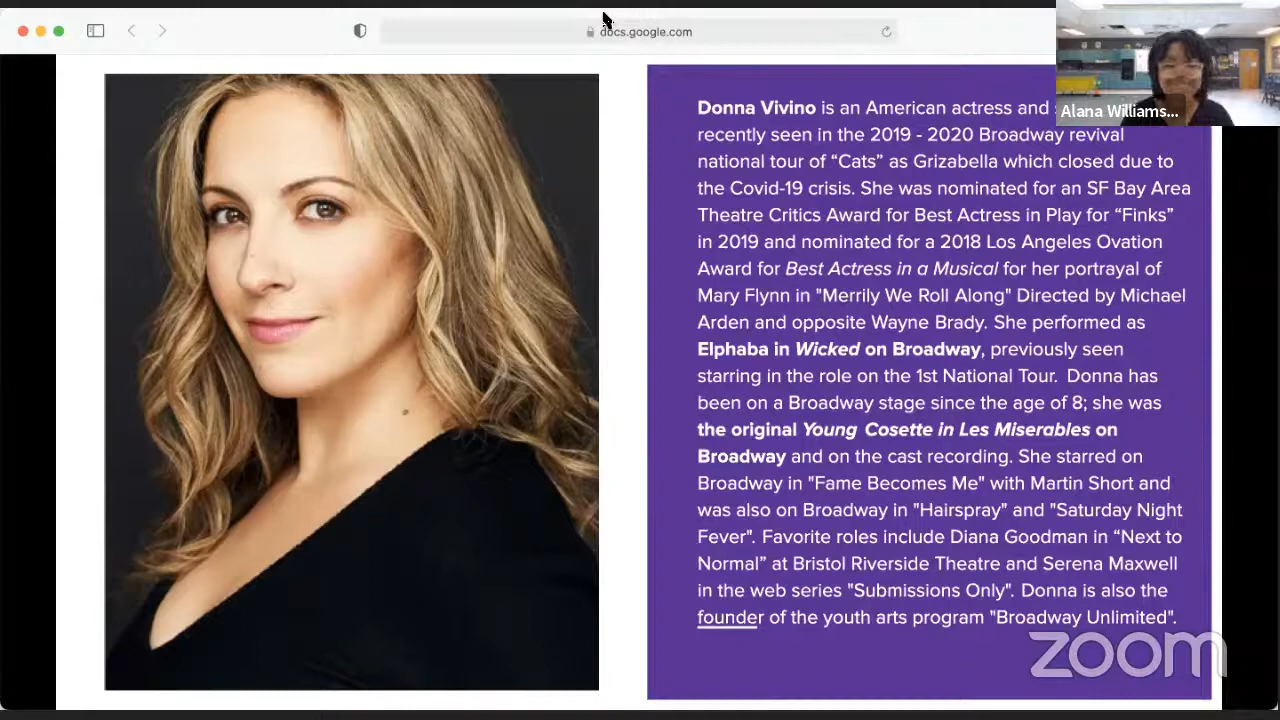 docs.google.com
Alana Williams...
Donna Vivino is an American actress and
recently seen in the 2019 - 2020 Broadway revival
national tour of “Cats” as Grizabella which closed due to
the Covid-19 crisis. She was nominated for an SF Bay Area
Theatre Critics Award for Best Actress in Play for “Finks”
in 2019 and nominated for a 2018 Los Angeles Ovation
Award for Best Actress in a Musical for her portrayal of
Mary Flynn in "Merrily We Roll Along" Directed by Michael
Arden and opposite Wayne Brady. She performed as
Elphaba in Wicked on Broadway, previously seen
starring in the role on the 1st National Tour. Donna has
been on a Broadway stage since the age of 8; she was
the original Young Cosette in Les Miserables on
Broadway and on the cast recording. She starred on
Broadway in "Fame Becomes Me" with Martin Short and
was also on Broadway in "Hairspray" and "Saturday Night
Fever". Favorite roles include Diana Goodman in “Next to
Normal” at Bristol Riverside Theatre and Serena Maxwell
in the web series "Submissions Only". Donna is also the
founder of the youth arts program "Broadway Unlimited".
zoom